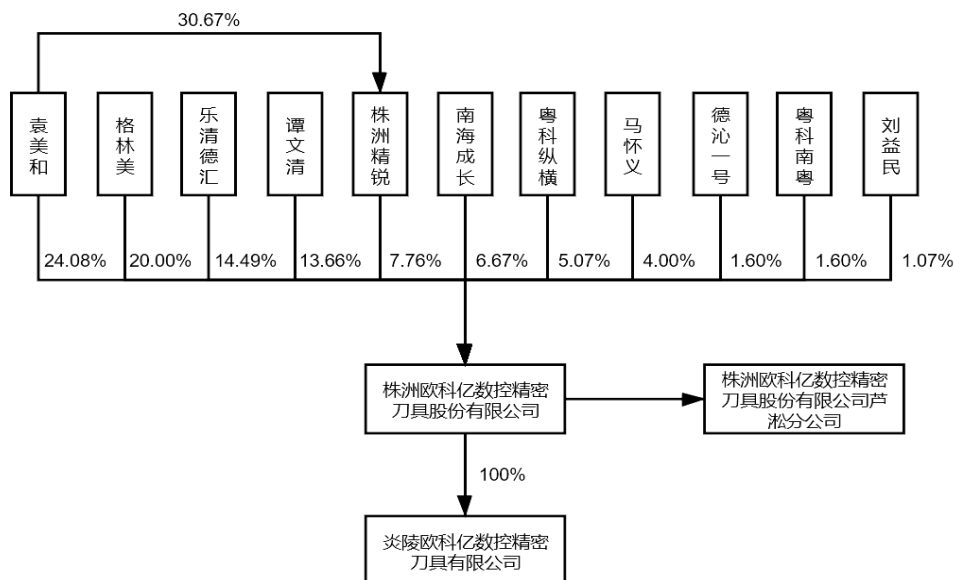 30.67%
袁美和
格林美
乐清德汇
谭文清
株洲精锐
南海成长
粤科纵横
马怀义
德沁一号
粤科南粤
刘益民
24.08%
20.00%
14.49%
13.66%
7.76%
6.67%
5.07%
4.00%
1.60%
1.60%
1.07%
株洲欧科亿数控精密
刀具股份有限公司
株洲欧科亿数控精密
刀具股份有限公司芦
淞分公司
100%
炎陵欧科亿数控精密
刀具有限公司